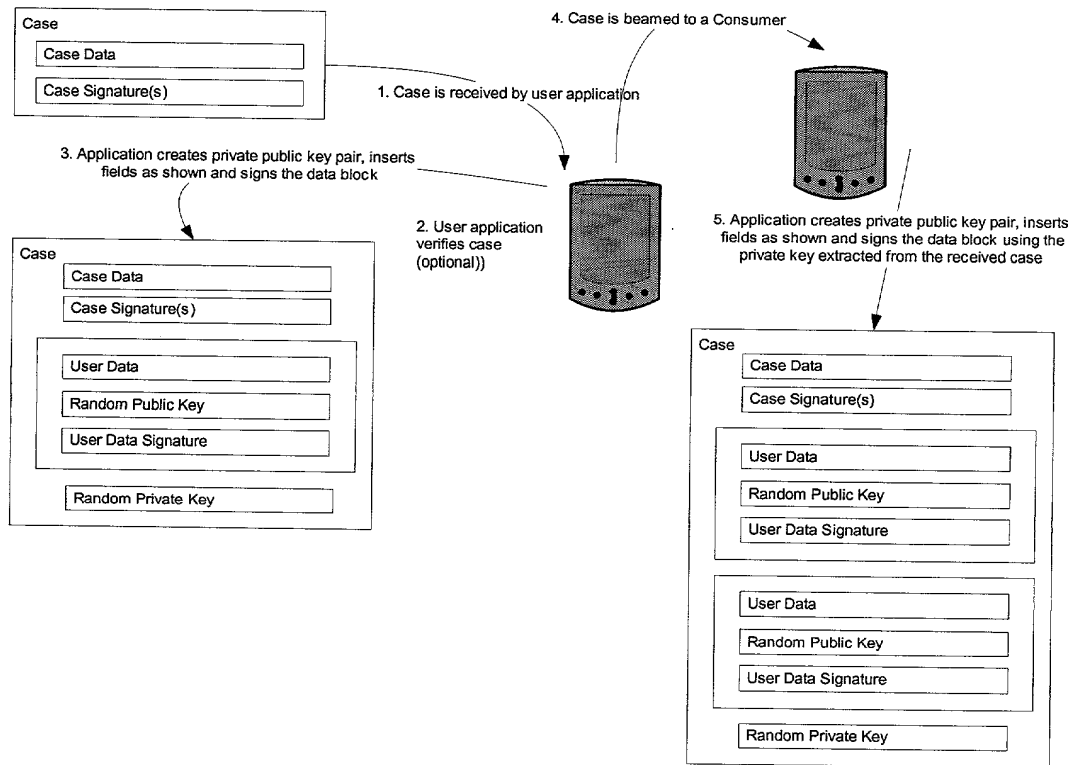 Case
Case Data
Case Signature(s)
4. Case is beamed to a Consumer
1. Case is received by user application
3. Application creates private public key pair, inserts
fields as shown and signs the data block
2. User application
verifies case
(optional))
5. Application creates private public key pair, inserts
fields as shown and signs the data block using the
private key extracted from the received case
Case
Case Data
Case Signature(s)
User Data
Random Public Key
User Data Signature
Random Private Key
Case
Case Data
Case Signature(s)
User Data
Random Public Key
User Data Signature
User Data
Random Public Key
User Data Signature
Random Private Key